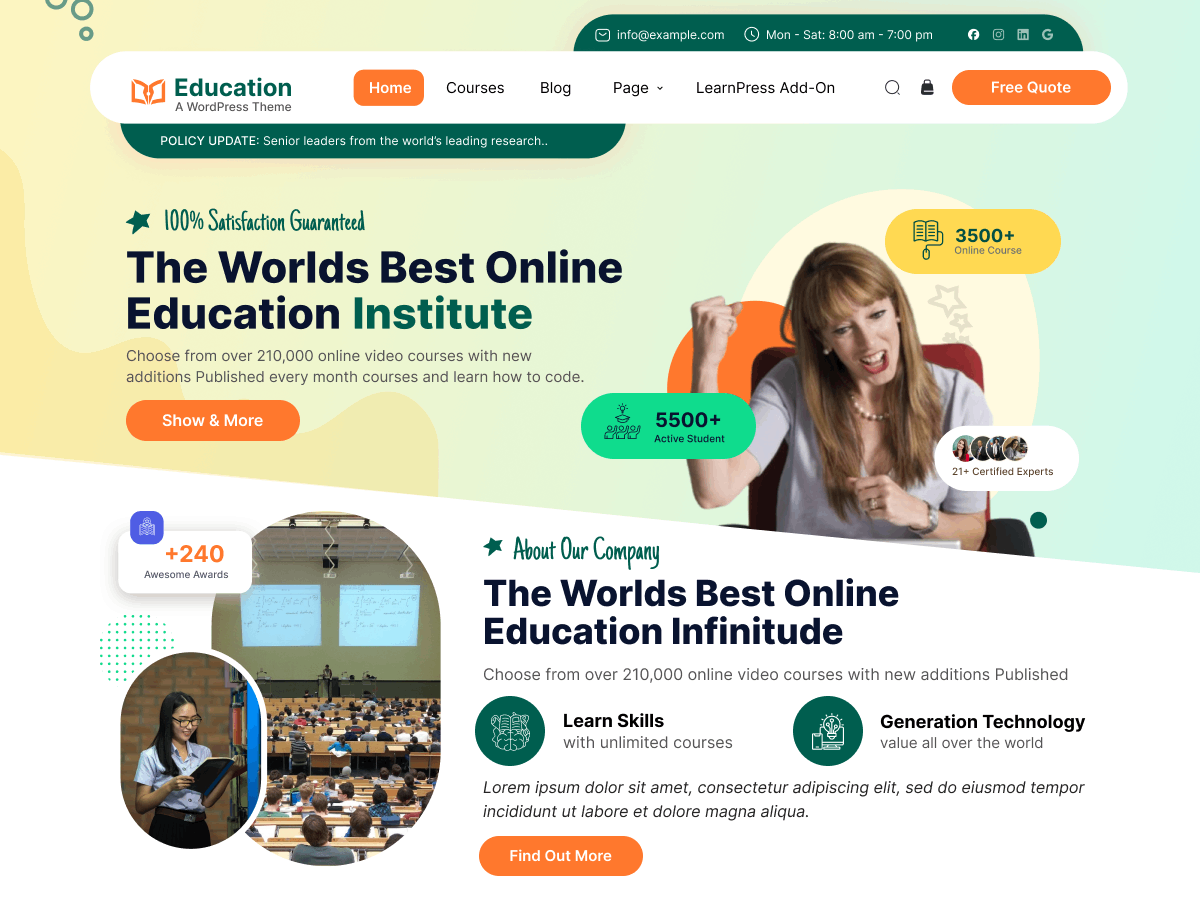 info@example.com
Mon - Sat: 8:00 am - 7:00 pm
Education
A WordPress Theme
Home
Courses
Blog
Page
LearnPress Add-On
Free Quote
POLICY UPDATE: Senior leaders from the world’s leading research..
100% Satisfaction Guaranteed
The Worlds Best Online
Education Institute
Choose from over 210,000 online video courses with new
additions Published every month courses and learn how to code.
Show & More
3500+
Online Course
5500+
Active Student
21+ Certified Experts
+240
Awesome Awards
About Our Company
The Worlds Best Online
Education Infinitude
Choose from over 210,000 online video courses with new additions Published
Learn Skills
with unlimited courses
Generation Technology
value all over the world
Lorem ipsum dolor sit amet, consectetur adipiscing elit, sed do eiusmod tempor
incididunt ut labore et dolore magna aliqua.
Find Out More